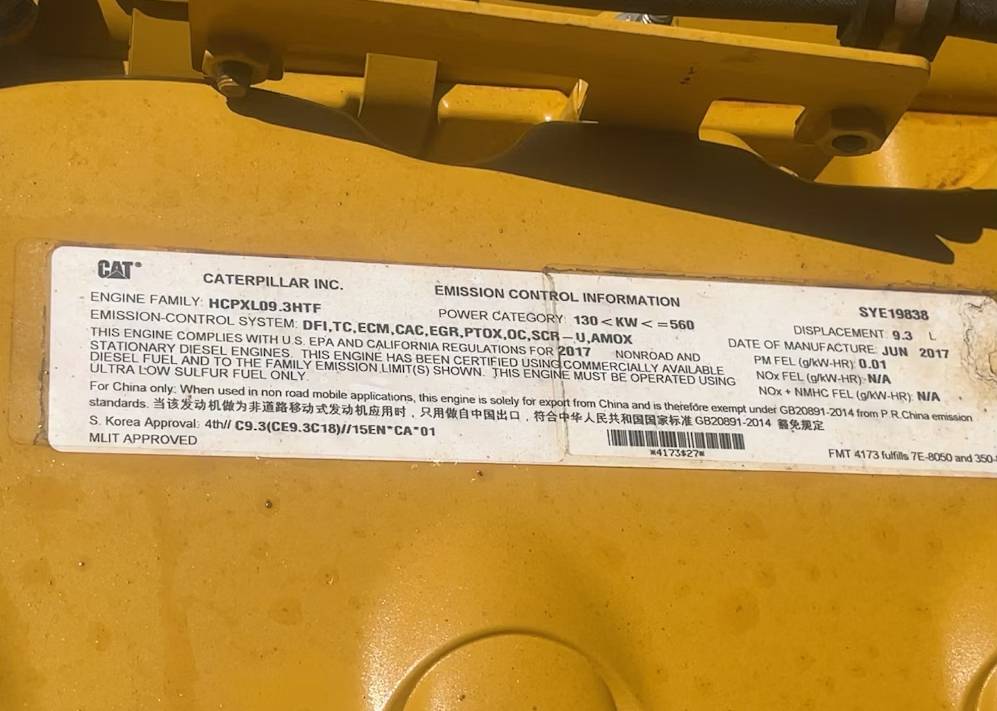 CAT®
CATERPILLAR INC.
EMISSION CONTROL INFORMATION
SYE19838
ENGINE FAMILY: HCPXL09.3HTF
POWER CATEGORY: 130<KW<=560
DISPLACEMENT: 9.3 L
EMISSION-CONTROL SYSTEM: DFI,TC,ECM,CAC,EGR,PTOX,OC,SCR-U,AMOX
DATE OF MANUFACTURE: JUN 2017
THIS ENGINE COMPLIES WITH U.S. EPA AND CALIFORNIA REGULATIONS FOR 2017 NONROAD AND
PM FEL (g/kW-HR): 0.01
STATIONARY DIESEL ENGINES. THIS ENGINE HAS BEEN CERTIFIED USING COMMERCIALLY AVAILABLE
NOx FEL (g/kW-HR): N/A
DIESEL FUEL AND TO THE FAMILY EMISSION LIMIT(S) SHOWN. THIS ENGINE MUST BE OPERATED USING
NOx + NMHC FEL (g/kW-HR): N/A
ULTRA LOW SULFUR FUEL ONLY.
For China only: When used in non road mobile applications, this engine is solely for export from China and is therefore exempt under GB20891-2014 from P R.China emission
standards. 当该发动机做为非道路移动式发动机应用时，只用做自中国出口，符合中华人民共和国国家标准 GB20891-2014 豁免规定
S. Korea Approval: 4th// C9.3(CE9.3C18)//15EN*CA*01
MLIT APPROVED
*4173$27*
FMT 4173 fulfills 7E-8050 and 350-